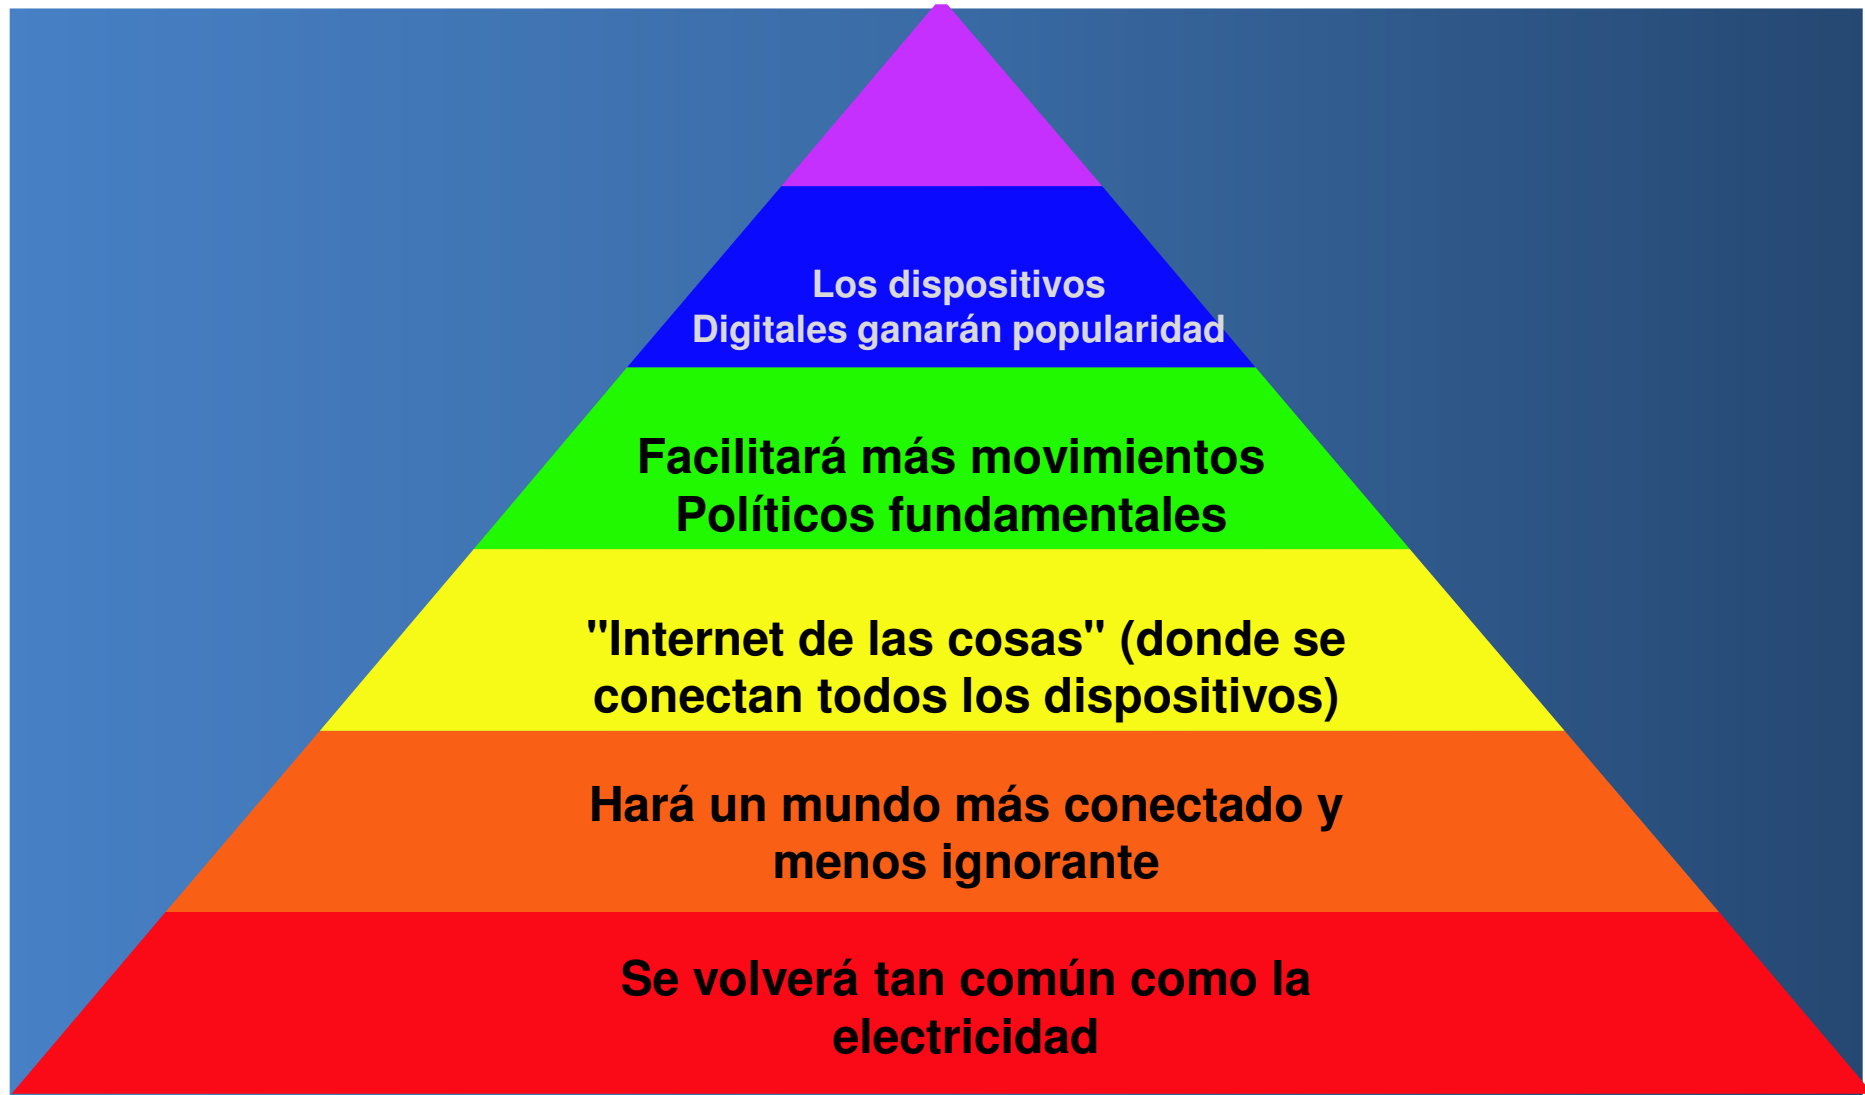 Los dispositivos
Digitales ganarán popularidad
Facilitará más movimientos
Políticos fundamentales
"Internet de las cosas" (donde se
conectan todos los dispositivos)
Hará un mundo más conectado y
menos ignorante
Se volverá tan común como la
electricidad